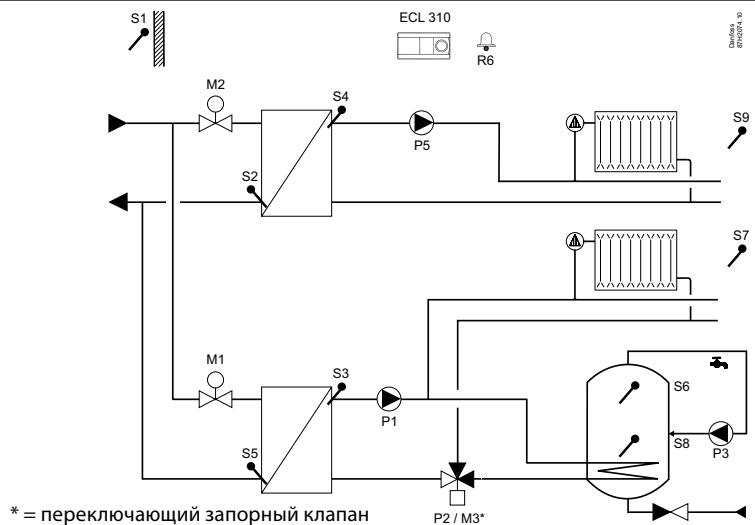 S1
ECL 310
R6
Danfoss
87H2074.10
M2
S4
P5
S9
S2
S7
M1
S3
P1
S6
S8
P3
S5
P2 / M3*
* = переключающий запорный клапан